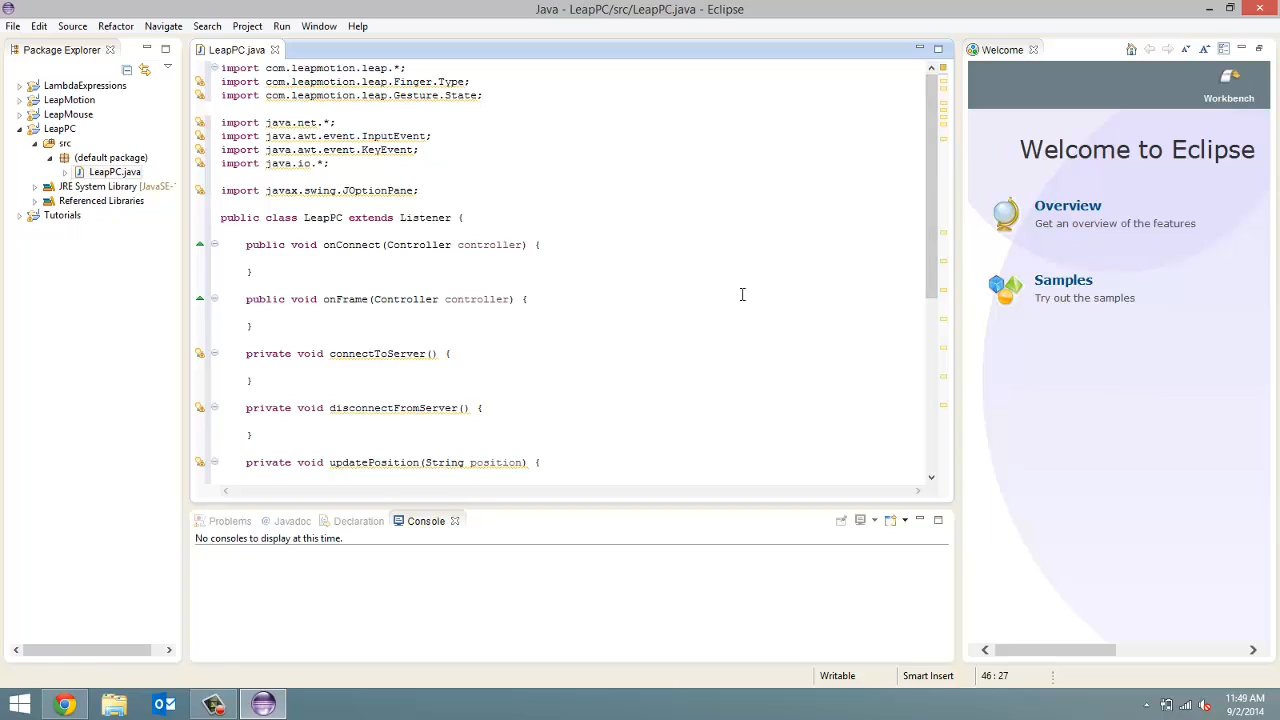 Java - LeapPC/src/LeapPC.java - Eclipse
File Edit Source Refactor Navigate Search Project Run Window Help
Package Explorer
LambdaExpressions
LeapMotion
LeapMouse
LeapPC
src
(default package)
LeapPC.java
JRE System Library [JavaSE-1
Referenced Libraries
Tutorials
LeapPC.java
import com.leapmotion.leap.*;
import com.leapmotion.leap.Finger.Type;
import com.leapmotion.leap.Gesture.State;
import java.net.*;
import java.awt.event.InputEvent;
import java.awt.event.KeyEvent;
import java.io.*;
import javax.swing.JOptionPane;
public class LeapPC extends Listener {
public void onConnect(Controller controller) {
}
public void onFrame(Controller controller) {
}
private void connectToServer() {
}
private void disconnectFromServer() {
}
private void updatePosition(String position) {
Problems @ Javadoc Declaration Console
No consoles to display at this time.
Welcome
Workbench
Welcome to Eclipse
Overview
Get an overview of the features
Samples
Try out the samples
Writable Smart Insert 46 : 27
11:49 AM
9/2/2014